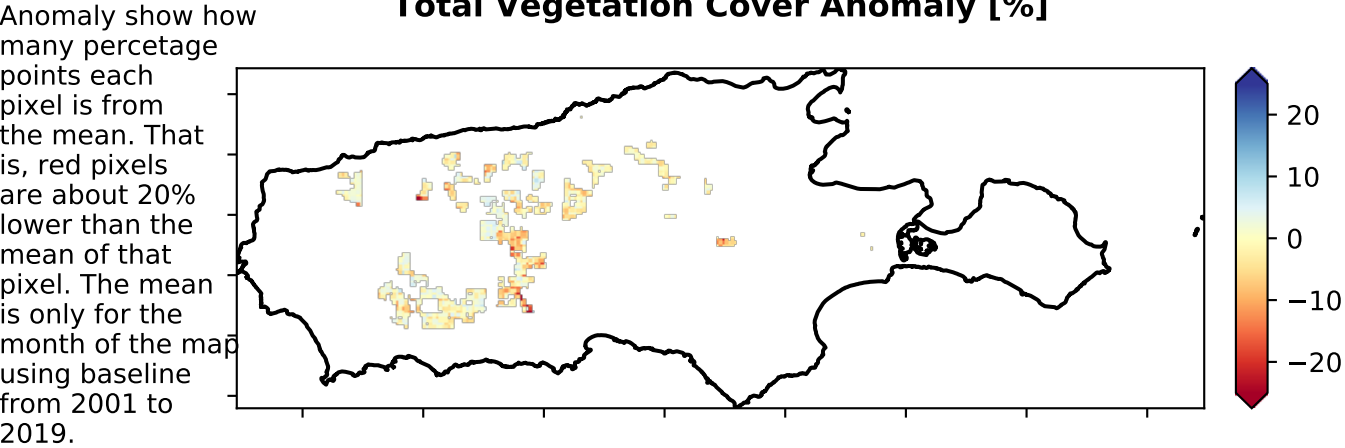 Total Vegetation Cover Anomaly [%]
Anomaly show how
many percetage
points each
pixel is from
the mean. That
is, red pixels
are about 20%
lower than the
mean of that
pixel. The mean
is only for the
month of the map
using baseline
from 2001 to
2019.
20
10
0
−10
−20